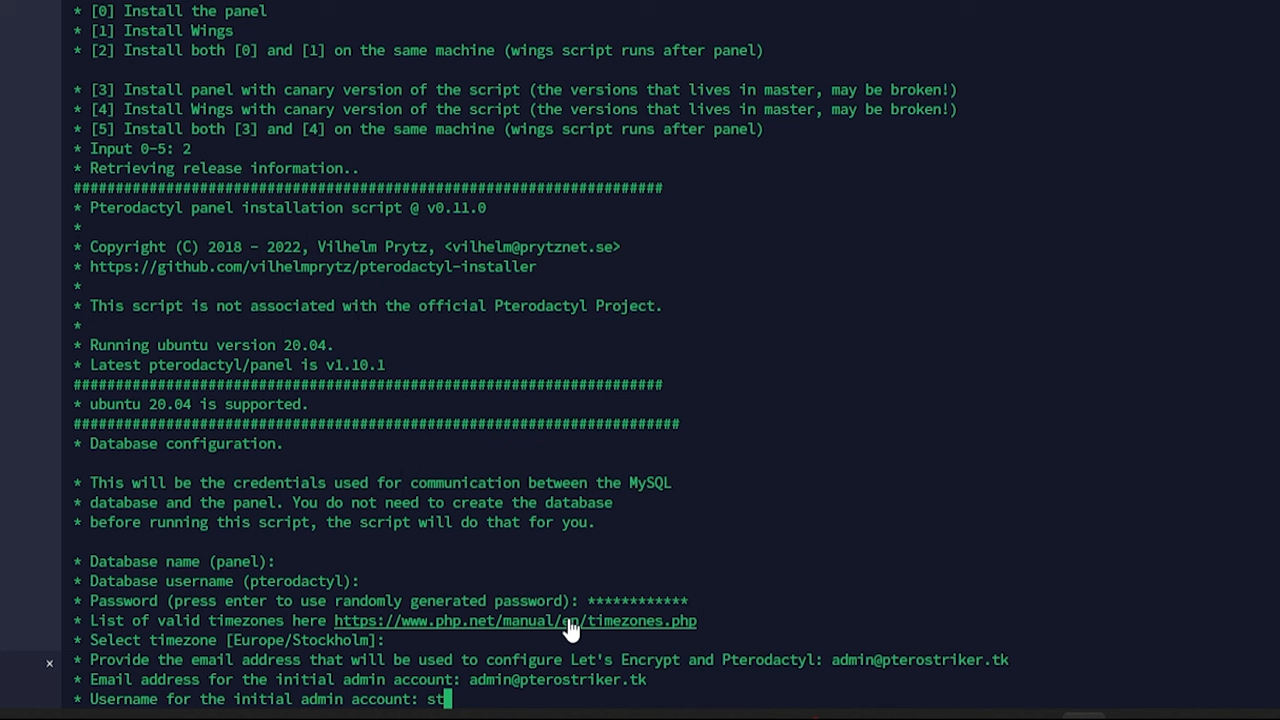 * [0] Install the panel
* [1] Install Wings
* [2] Install both [0] and [1] on the same machine (wings script runs after panel)
* [3] Install panel with canary version of the script (the versions that lives in master, may be broken!)
* [4] Install Wings with canary version of the script (the versions that lives in master, may be broken!)
* [5] Install both [3] and [4] on the same machine (wings script runs after panel)
* Input 0-5: 2
* Retrieving release information..
######################################################################
* Pterodactyl panel installation script @ v0.11.0
*
* Copyright (C) 2018 - 2022, Vilhelm Prytz, <vilhelm@prytznet.se>
* https://github.com/vilhelmprytz/pterodactyl-installer
*
* This script is not associated with the official Pterodactyl Project.
*
* Running ubuntu version 20.04.
* Latest pterodactyl/panel is v1.10.1
######################################################################
* ubuntu 20.04 is supported.
########################################################################
* Database configuration.
* This will be the credentials used for communication between the MySQL
* database and the panel. You do not need to create the database
* before running this script, the script will do that for you.
* Database name (panel):
* Database username (pterodactyl):
* Password (press enter to use randomly generated password): ************
* List of valid timezones here https://www.php.net/manual/en/timezones.php
* Select timezone [Europe/Stockholm]:
* Provide the email address that will be used to configure Let's Encrypt and Pterodactyl: admin@pterostriker.tk
* Email address for the initial admin account: admin@pterostriker.tk
* Username for the initial admin account: st